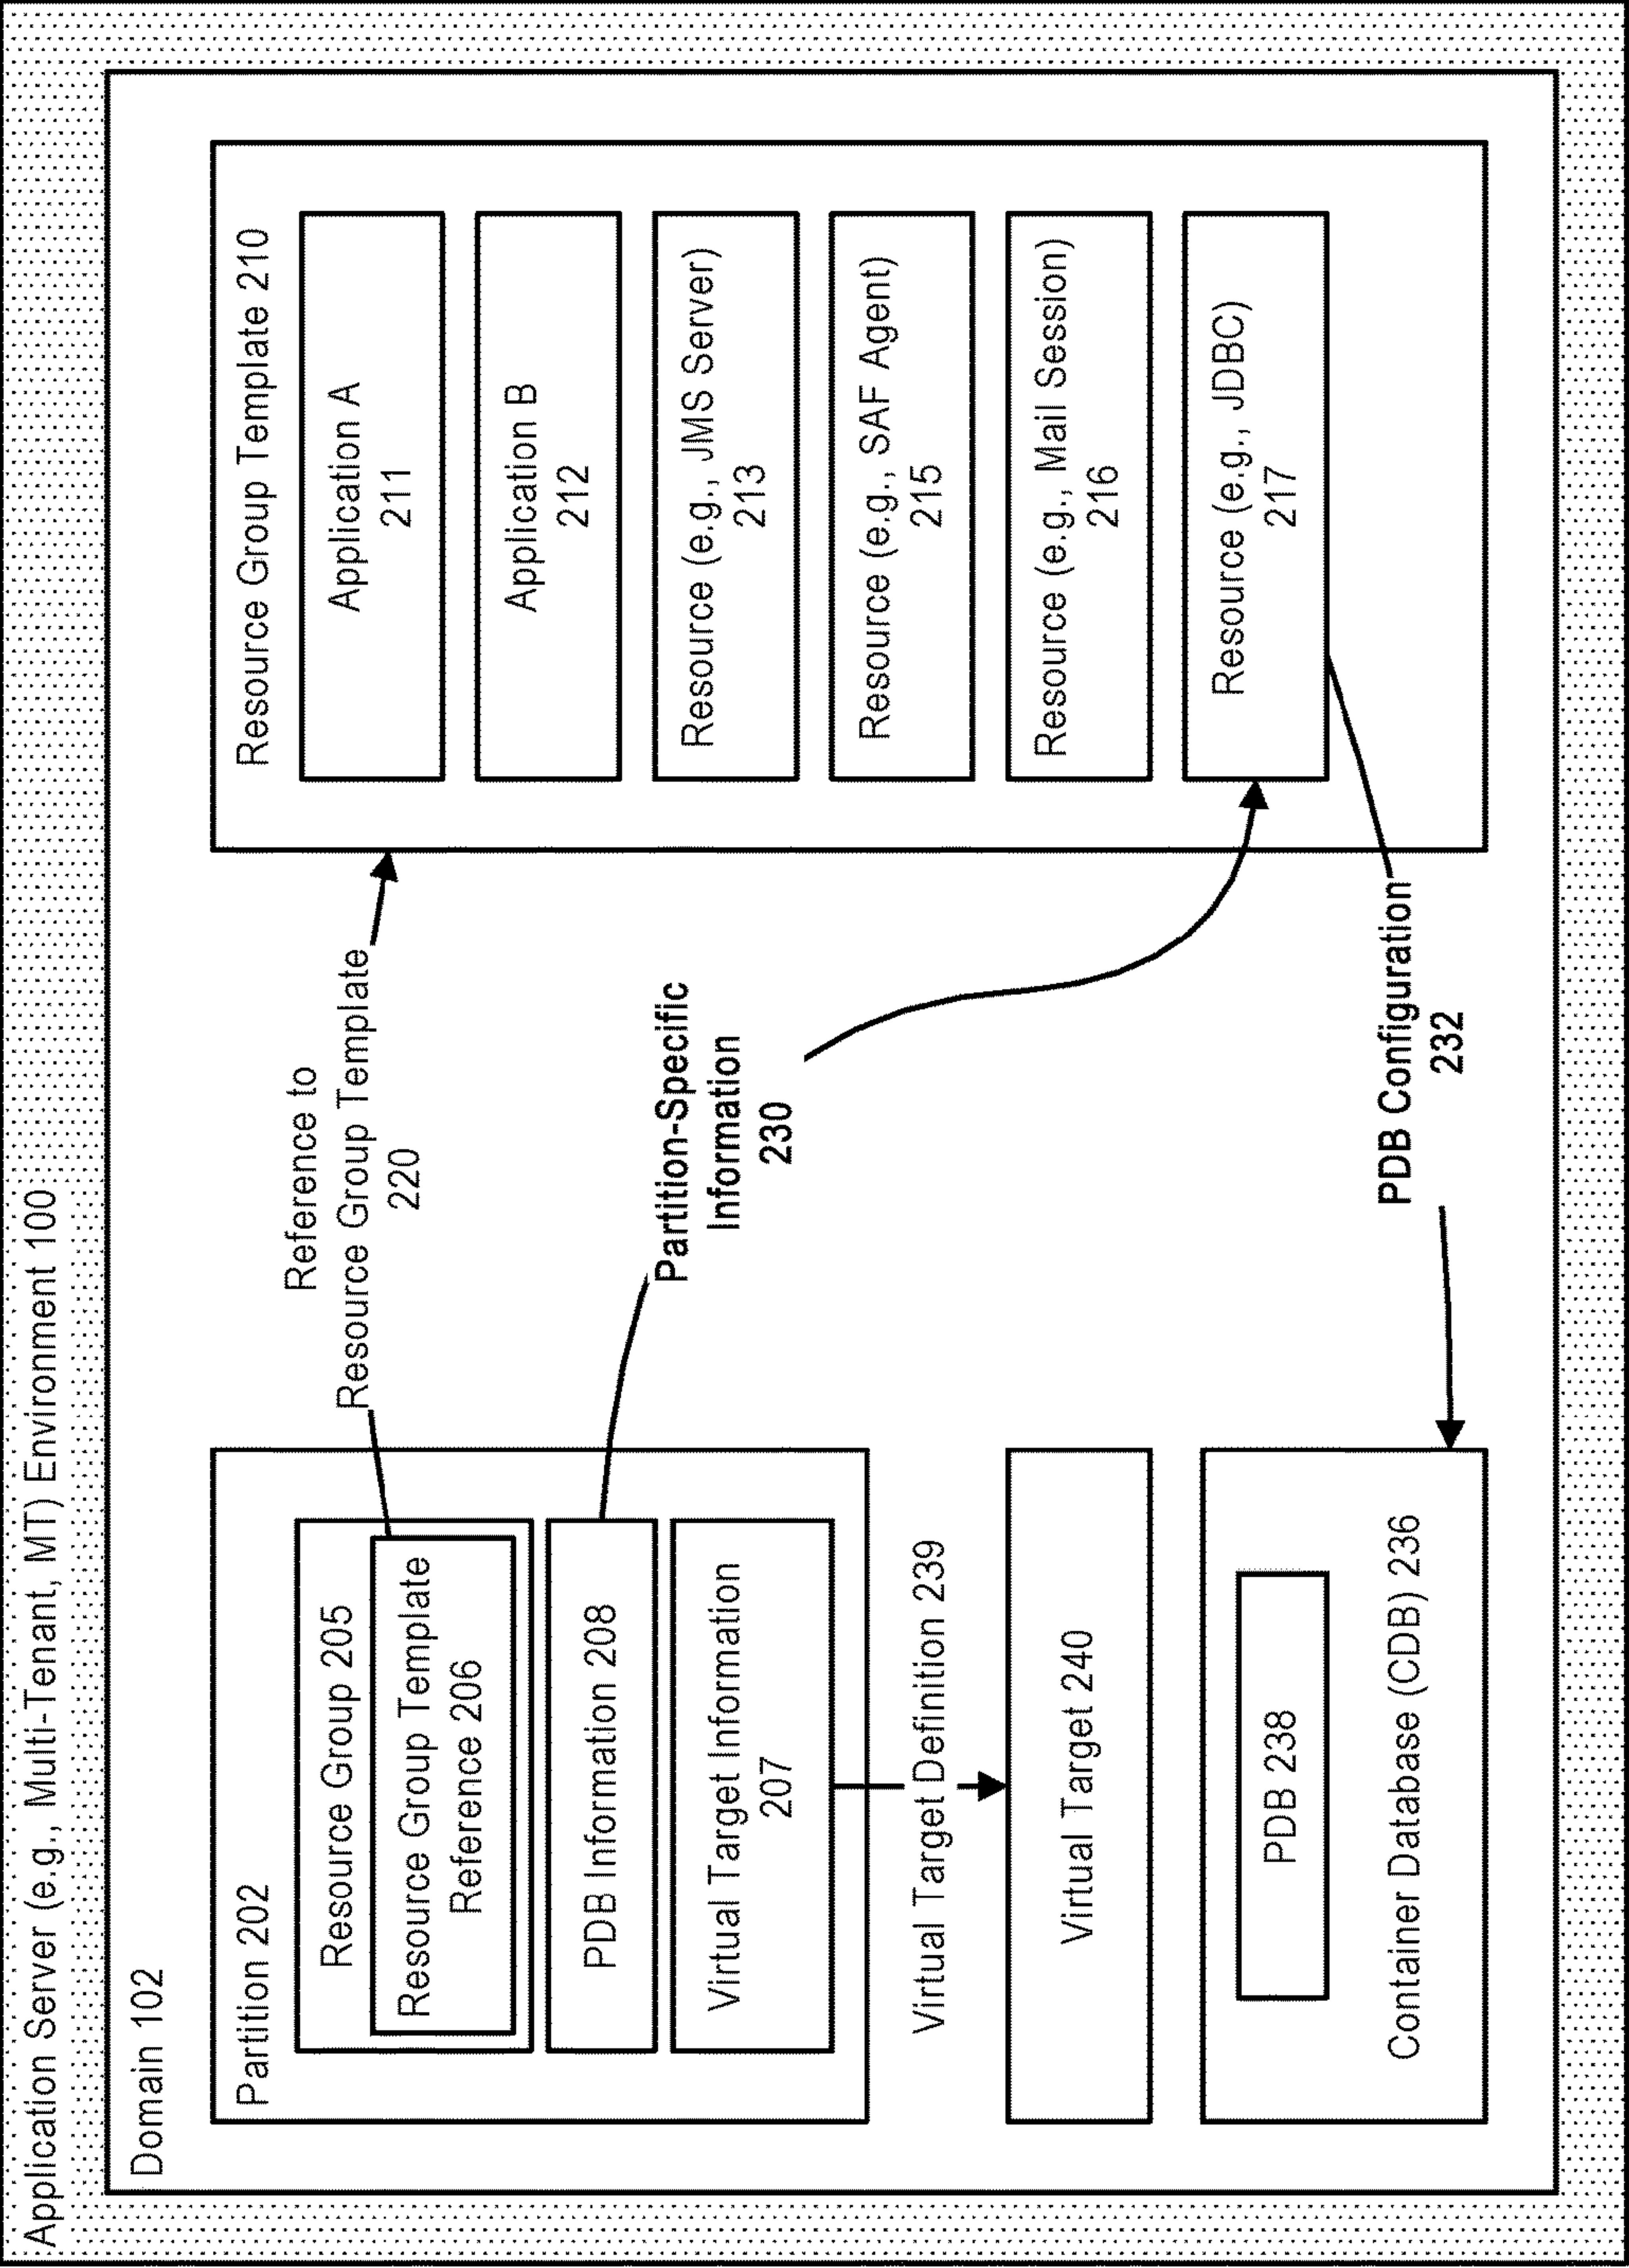 Application Server (e.g., Multi-Tenant, MT) Environment 100
Domain 102
Partition 202
Resource Group 205
Resource Group Template
Reference 206
PDB Information 208
Virtual Target Information
207
Virtual Target Definition 239
Virtual Target 240
PDB 238
Container Database (CDB) 236
Reference to
Resource Group Template
220
Partition-Specific
Information
230
PDB Configuration
232
Resource Group Template 210
Application A
211
Application B
212
Resource (e.g., JMS Server)
213
Resource (e.g., SAF Agent)
215
Resource (e.g., Mail Session)
216
Resource (e.g., JDBC)
217